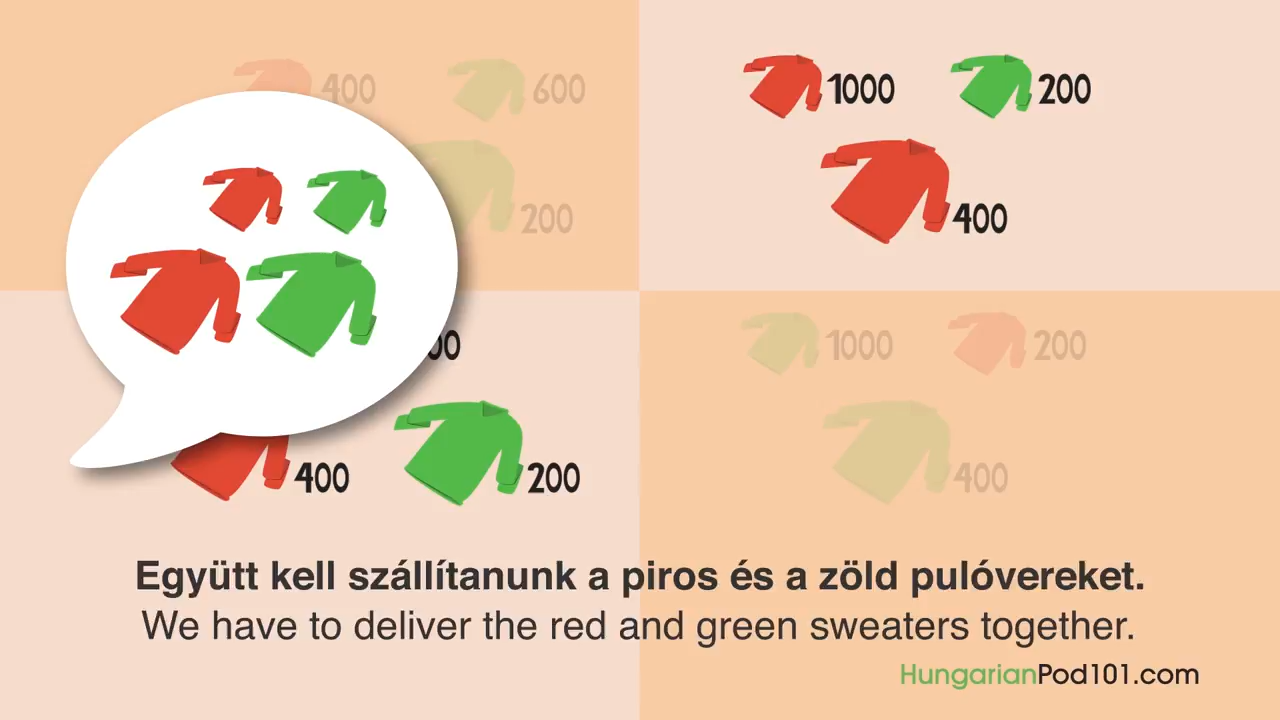 400 600
200
1000 200
400
400 200
1000 200
400
Együtt kell szállítanunk a piros és a zöld pulóvereket.
We have to deliver the red and green sweaters together.
HungarianPod101.com